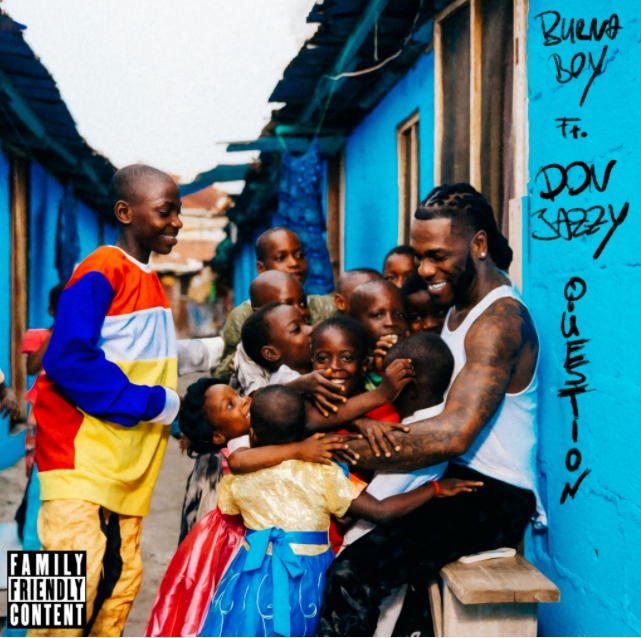 BURNA
BOY
Ft.
DON
JAZZY
QUESTION
FAMILY
FRIENDLY
CONTENT